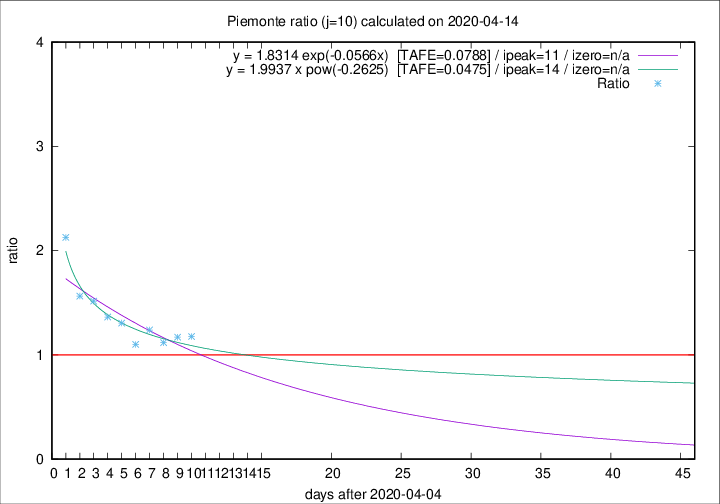 Piemonte ratio (j=10) calculated on 2020-04-14
y = 1.8314 exp(-0.0566x) [TAFE=0.0788] / ipeak=11 / izero=n/a
y = 1.9937 x pow(-0.2625) [TAFE=0.0475] / ipeak=14 / izero=n/a
Ratio
4
3
2
1
0
ratio
0 1 2 3 4 5 6 7 8 9 10 11 12 13 14 15 20 25 30 35 40 45
days after 2020-04-04